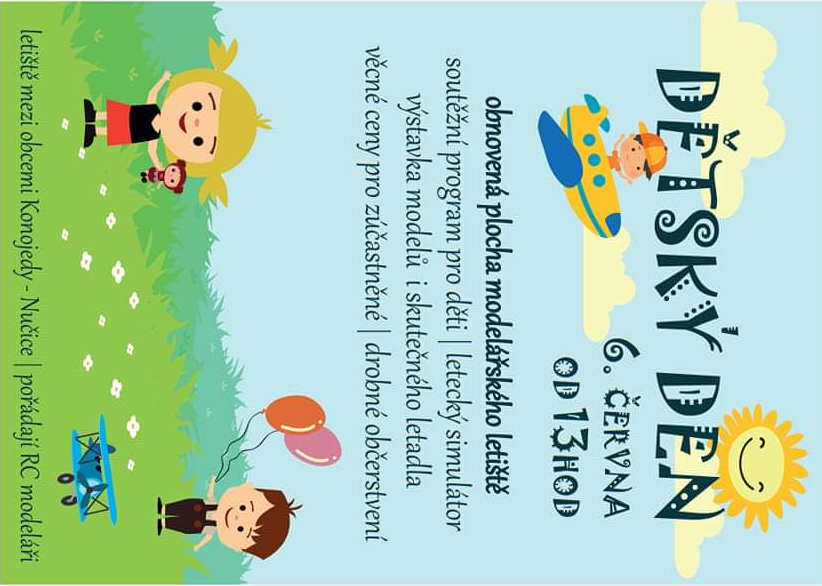 DĚTSKÝ DEN
6. ČERVNA
OD 13HOD
obnovená plocha modelářského letiště
soutěžní program pro děti | letecký simulátor
výstavka modelů i skutečného letadla
věcné ceny pro zúčastněné | drobné občerstvení
letiště mezi obcemi Konojedy - Nučice | pořádají RC modeláři